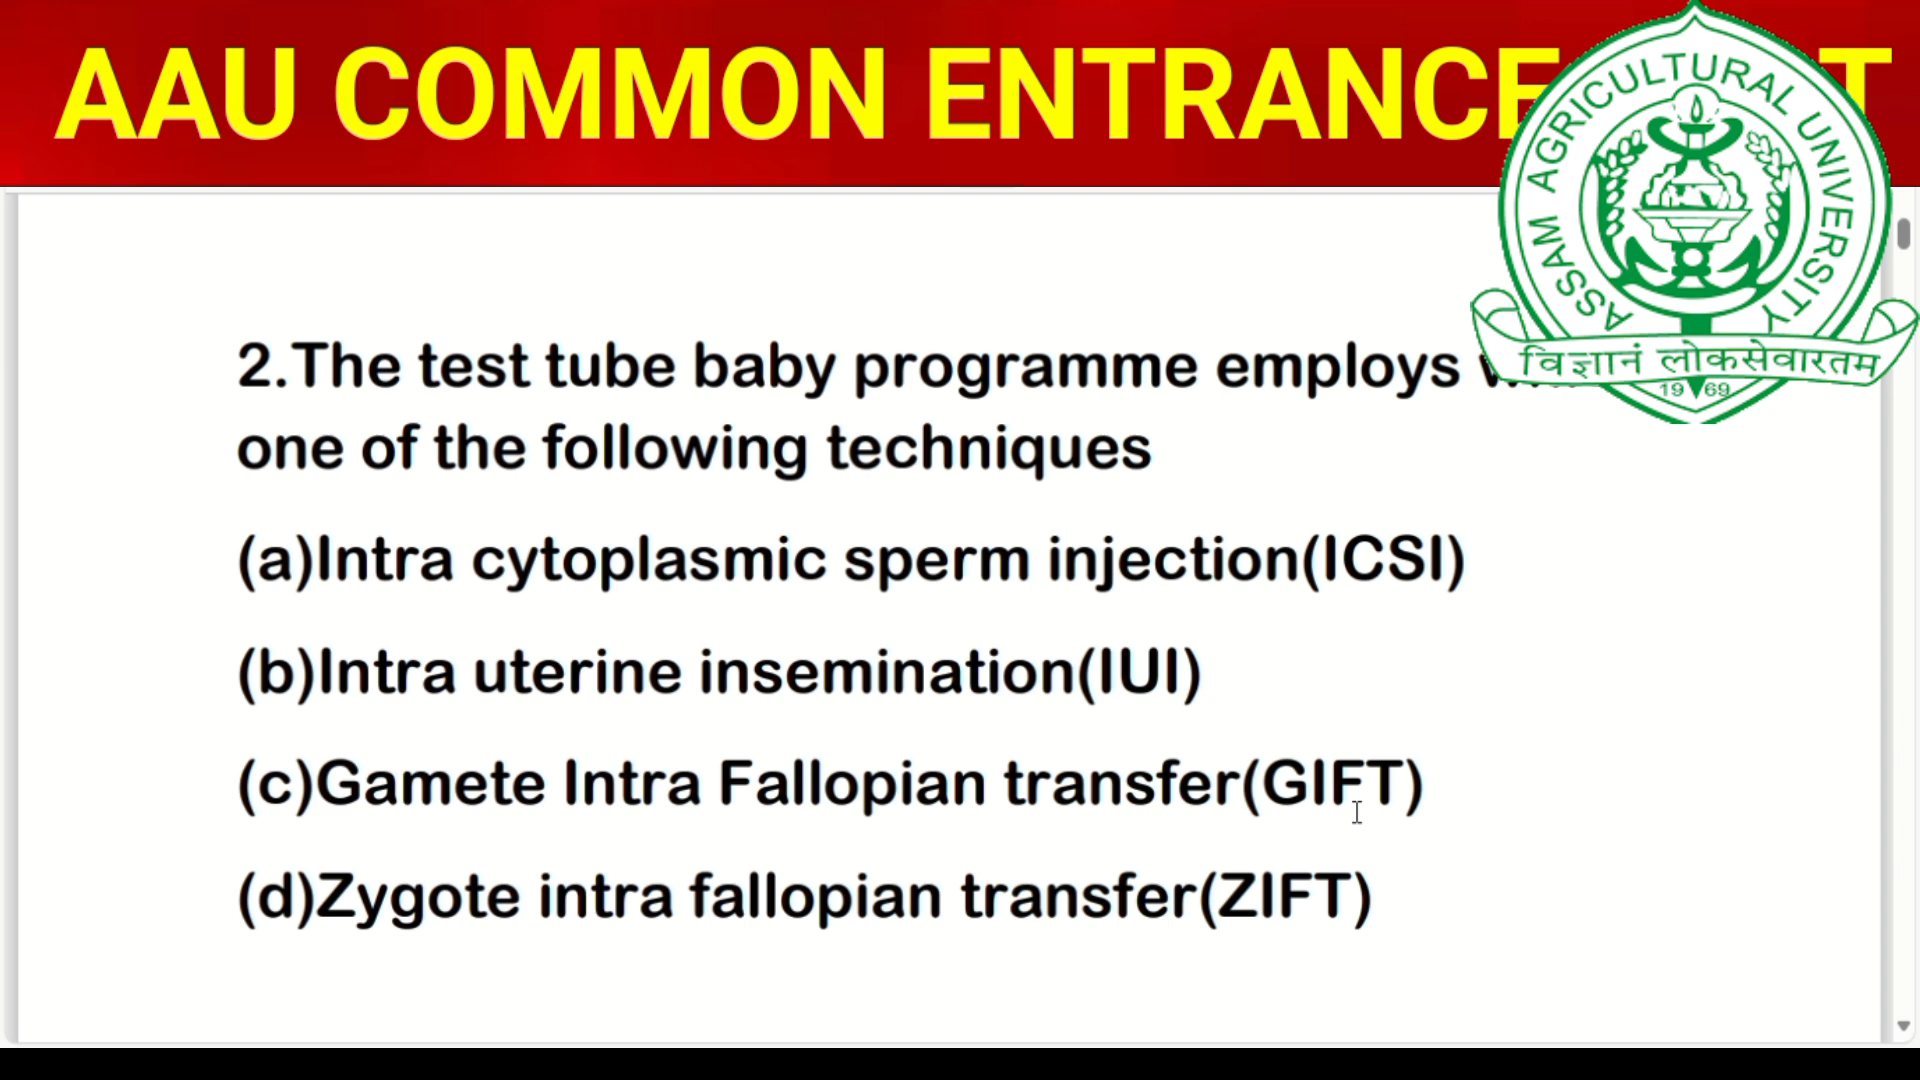 AAU COMMON ENTRANCE
ASSAM AGRICULTURAL UNIVERSITY
विज्ञानं लोकसेवारतम
1969
2.The test tube baby programme employs
one of the following techniques
(a)Intra cytoplasmic sperm injection(ICSI)
(b)Intra uterine insemination(IUI)
(c)Gamete Intra Fallopian transfer(GIFT)
(d)Zygote intra fallopian transfer(ZIFT)